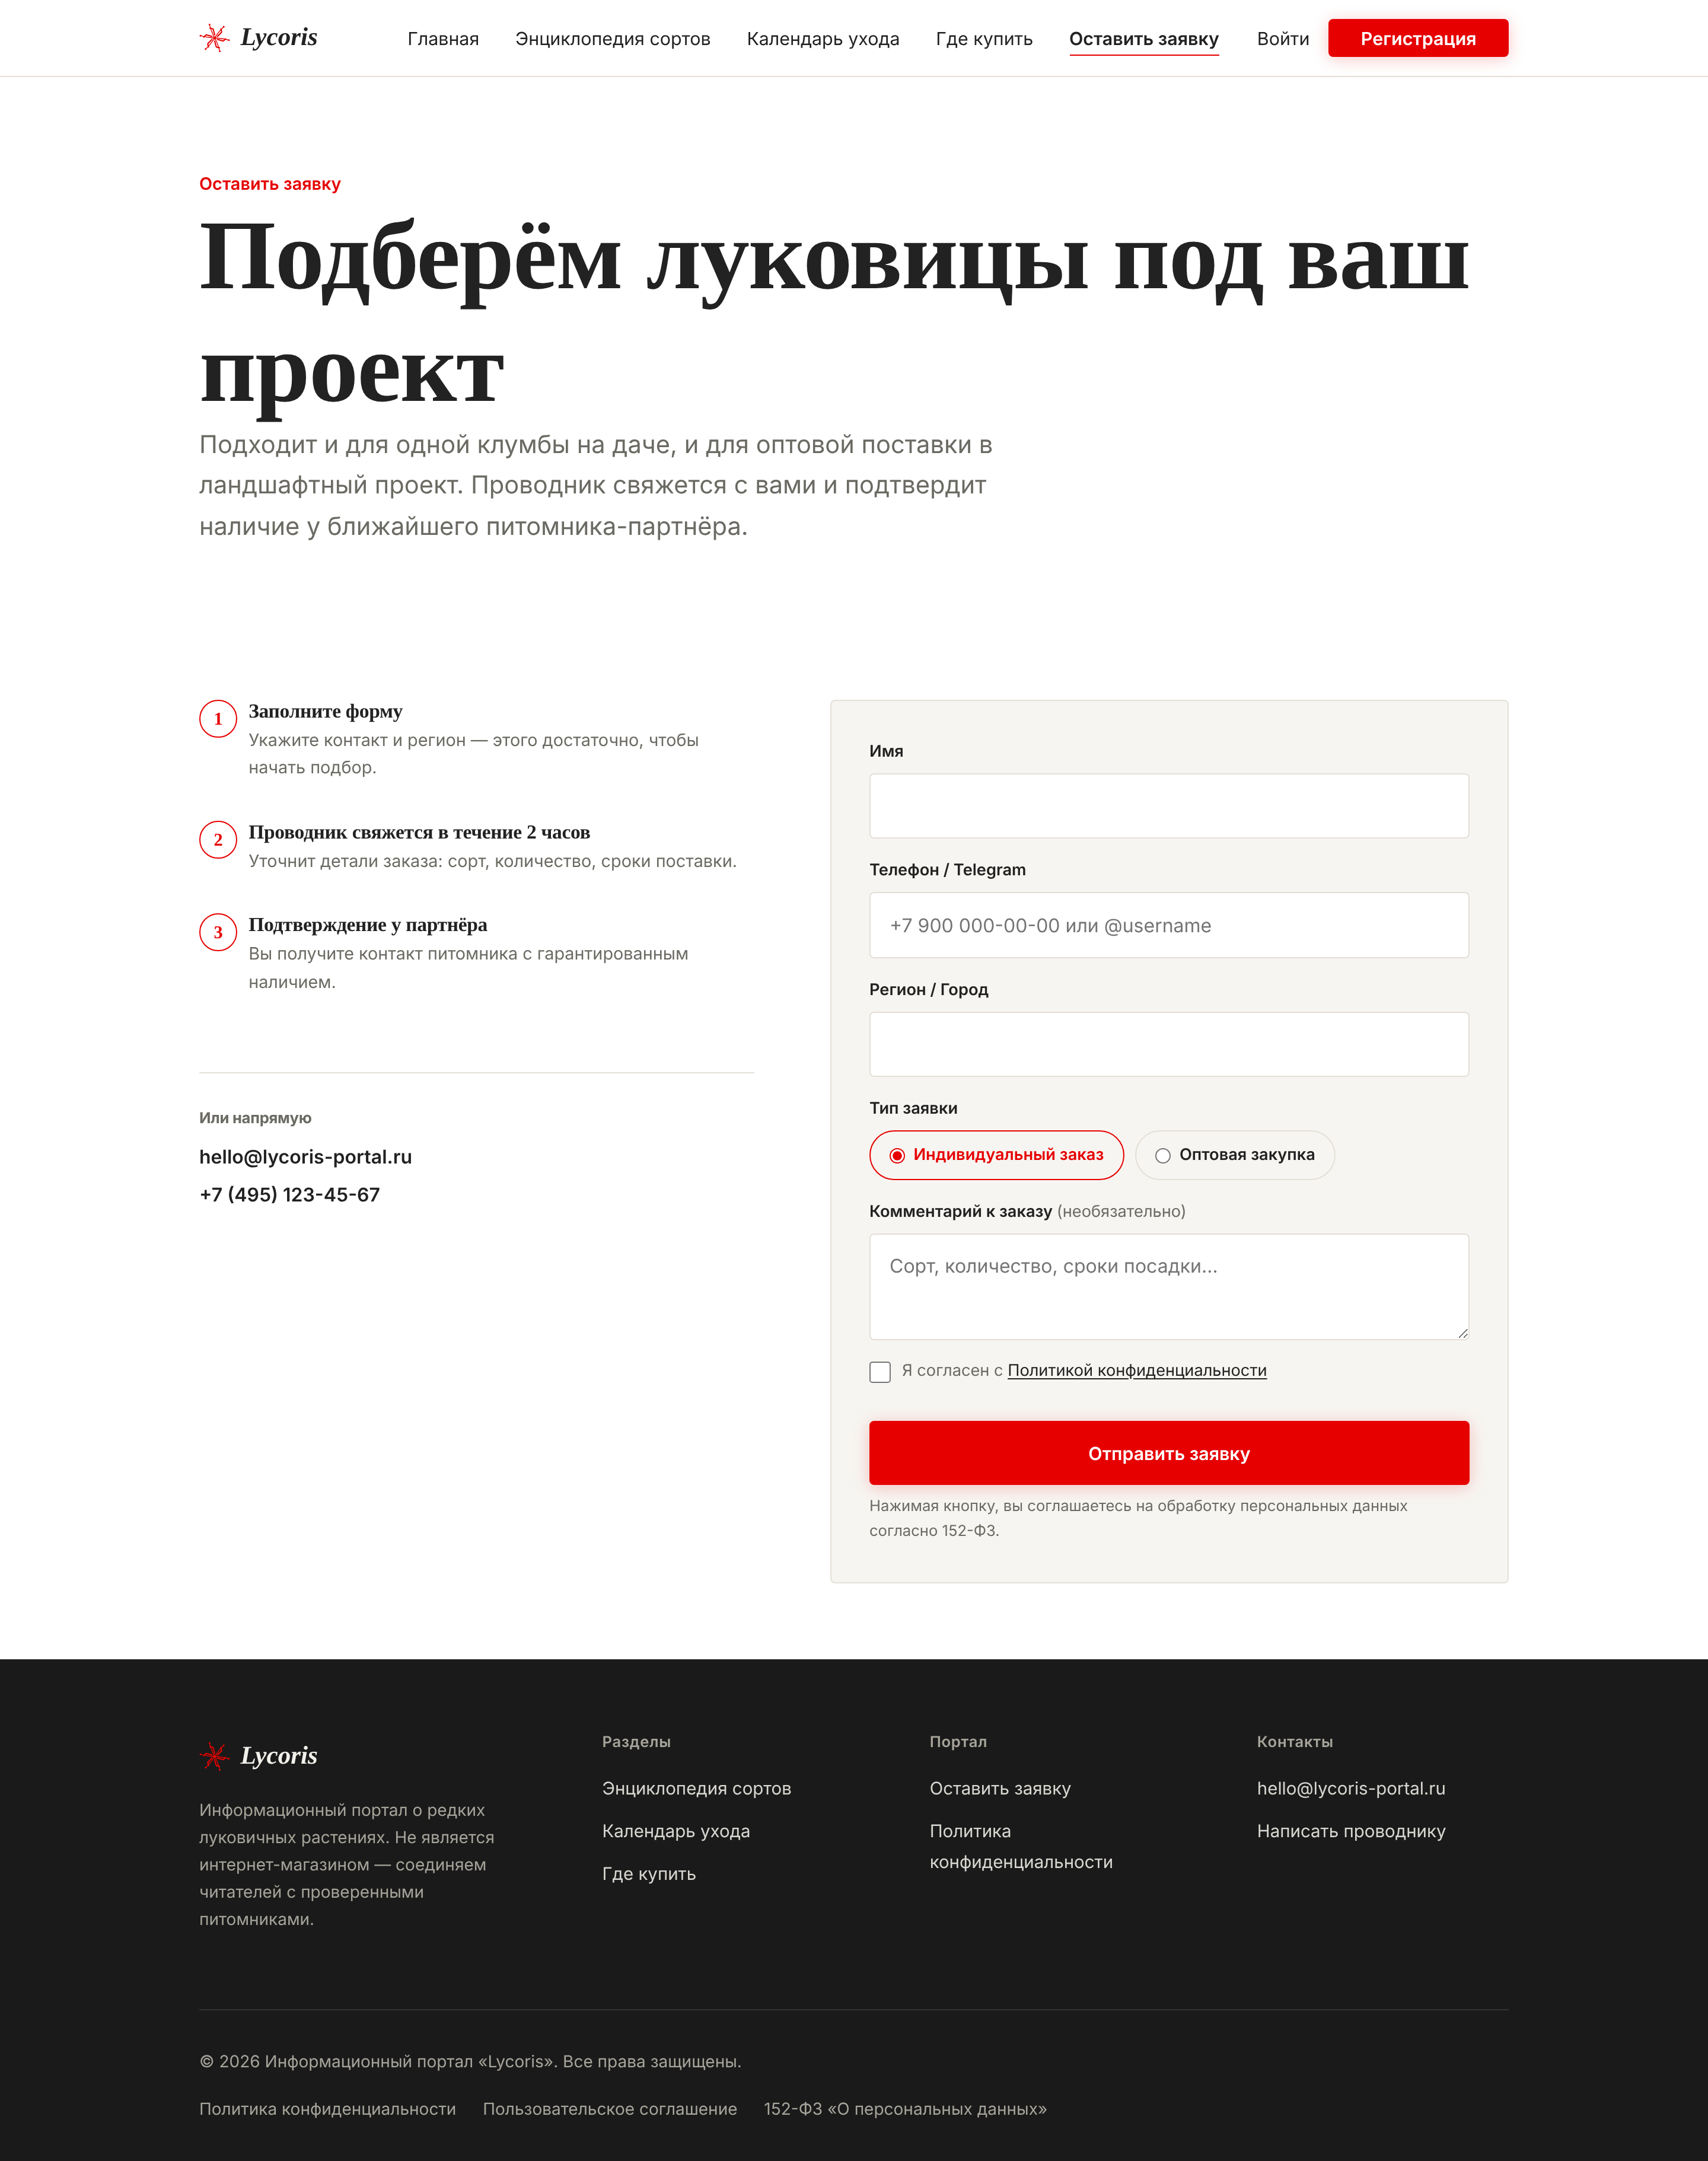 Lycoris
Главная
Энциклопедия сортов
Календарь ухода
Где купить
Оставить заявку
Войти
Регистрация
Оставить заявку
Подберём луковицы под ваш
проект
Подходит и для одной клумбы на даче, и для оптовой поставки в
ландшафтный проект. Проводник свяжется с вами и подтвердит
наличие у ближайшего питомника-партнёра.
1
Заполните форму
Укажите контакт и регион — этого достаточно, чтобы
начать подбор.
2
Проводник свяжется в течение 2 часов
Уточнит детали заказа: сорт, количество, сроки поставки.
3
Подтверждение у партнёра
Вы получите контакт питомника с гарантированным
наличием.
Или напрямую
hello@lycoris-portal.ru
+7 (495) 123-45-67
Имя
Телефон / Telegram
+7 900 000-00-00 или @username
Регион / Город
Тип заявки
Индивидуальный заказ
Оптовая закупка
Комментарий к заказу (необязательно)
Сорт, количество, сроки посадки...
Я согласен с Политикой конфиденциальности
Отправить заявку
Нажимая кнопку, вы соглашаетесь на обработку персональных данных
согласно 152-ФЗ.
Lycoris
Информационный портал о редких
луковичных растениях. Не является
интернет-магазином — соединяем
читателей с проверенными
питомниками.
Разделы
Энциклопедия сортов
Календарь ухода
Где купить
Портал
Оставить заявку
Политика
конфиденциальности
Контакты
hello@lycoris-portal.ru
Написать проводнику
© 2026 Информационный портал «Lycoris». Все права защищены.
Политика конфиденциальности
Пользовательское соглашение
152-ФЗ «О персональных данных»